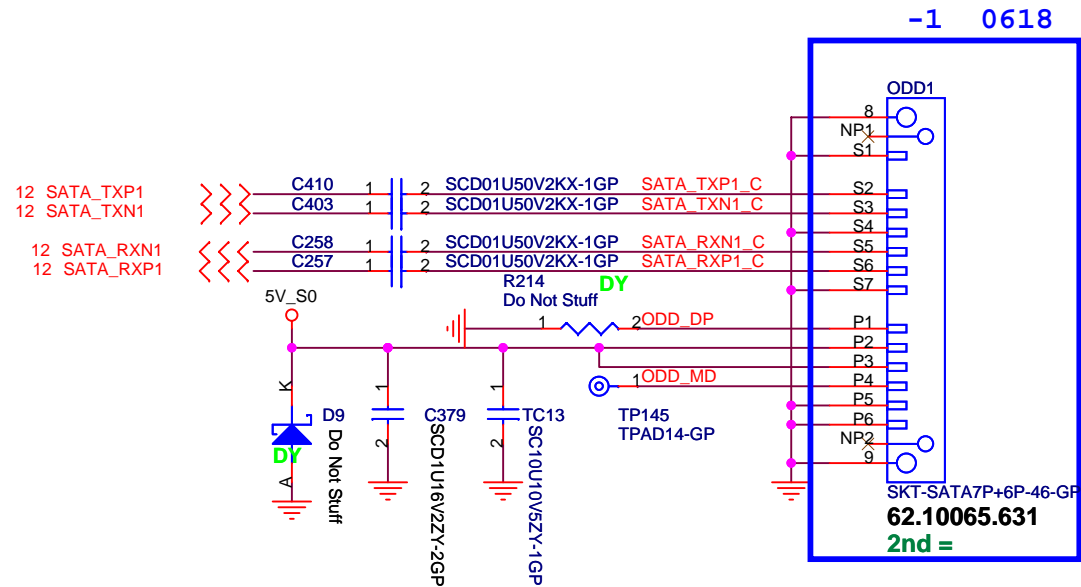 -1 0618
ODD1
8
NP1
S1
12 SATA_TXP1
C410
1
2
SCD01U50V2KX-1GP
SATA_TXP1_C
S2
12 SATA_TXN1
C403
1
2
SCD01U50V2KX-1GP
SATA_TXN1_C
S3
S4
12 SATA_RXN1
C258
1
2
SCD01U50V2KX-1GP
SATA_RXN1_C
S5
12 SATA_RXP1
C257
1
2
SCD01U50V2KX-1GP
SATA_RXP1_C
S6
R214
DY
Do Not Stuff
S7
5V_S0
1
2
ODD_DP
P1
P2
P3
1
ODD_MD
P4
K
D9
Do Not Stuff
DY
A
1
C379
2
SCD1U16V2ZY-2GP
1
TC13
2
SC10U10V5ZY-1GP
TP145
TPAD14-GP
P5
P6
NP2
9
SKT-SATA7P+6P-46-GP
62.10065.631
2nd =